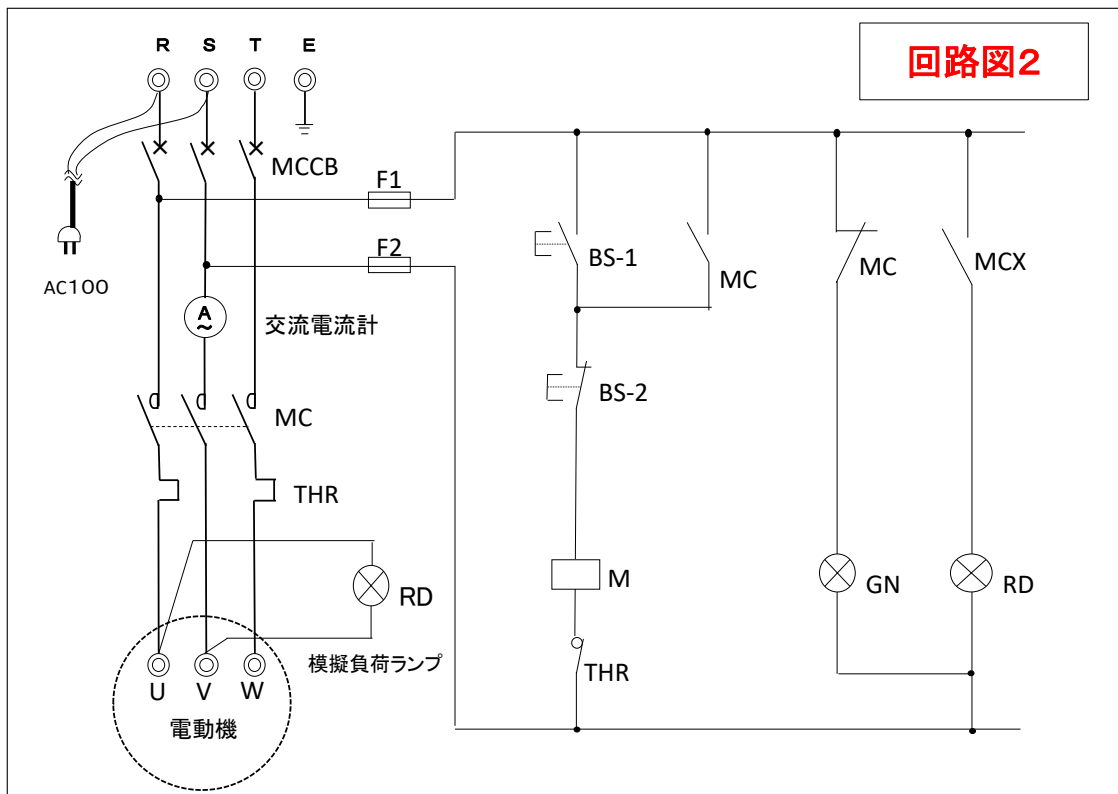 R S T E
回路図2
MCCB
F1
F2
AC100
A
~
交流電流計
BS-1
MC
MC
MCX
BS-2
MC
THR
RD
M
GN
RD
模擬負荷ランプ
THR
U V W
電動機